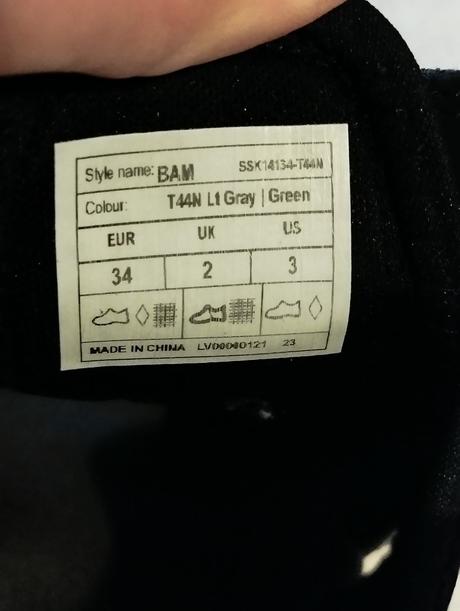 Style name: BAM SSK14134-T44N
Colour: T44N Lt Gray | Green
EUR UK US
34 2 3
MADE IN CHINA LV00000121 23